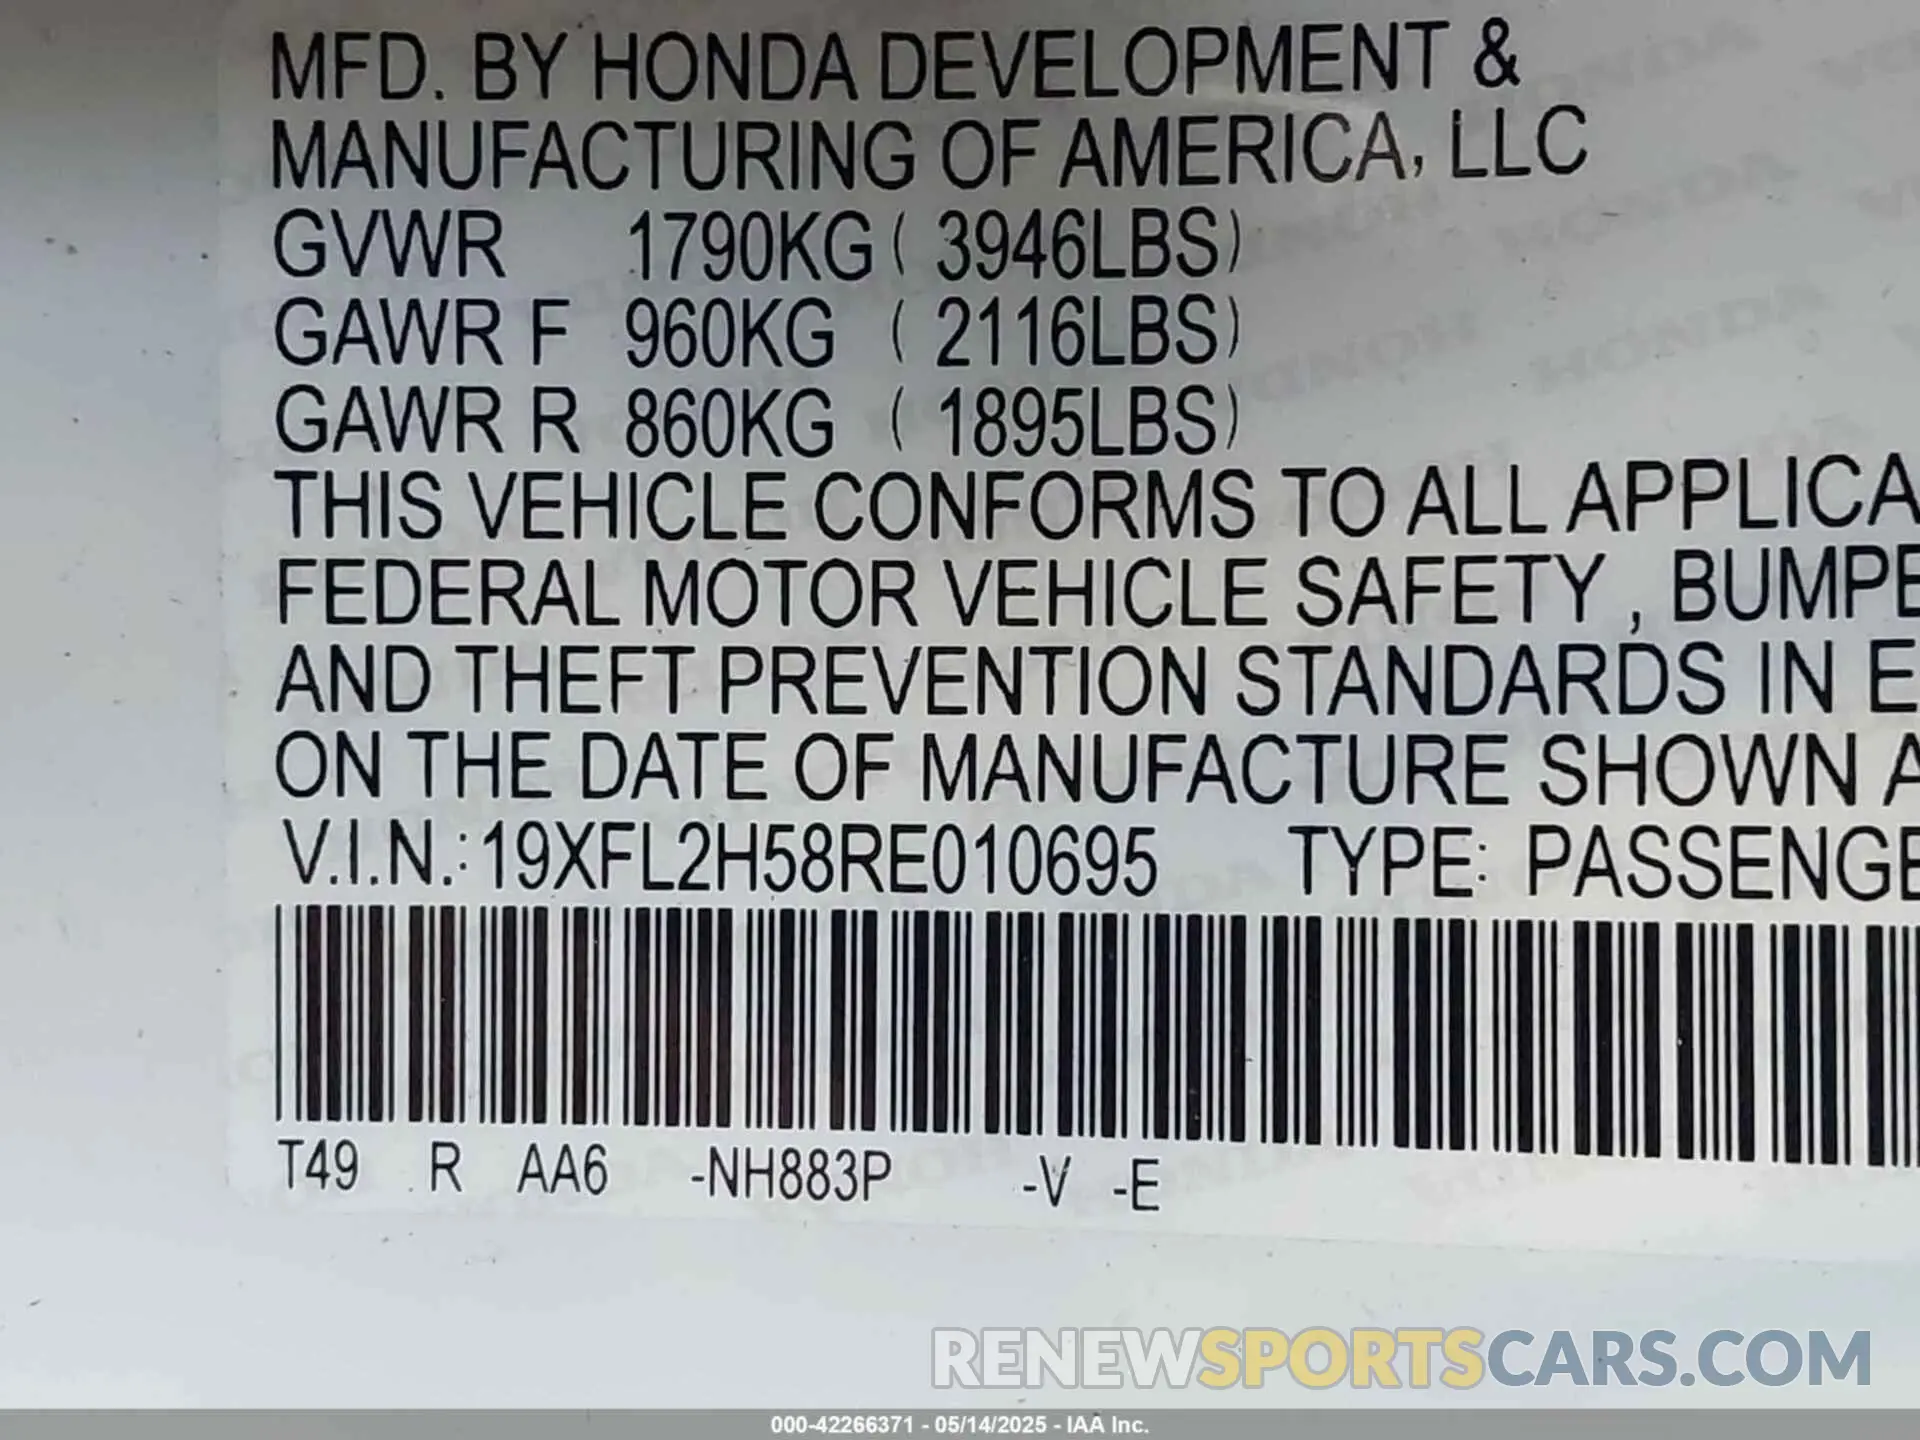 MFD. BY HONDA DEVELOPMENT &
MANUFACTURING OF AMERICA, LLC
GVWR 1790KG ( 3946LBS)
GAWR F 960KG ( 2116LBS)
GAWR R 860KG ( 1895LBS)
THIS VEHICLE CONFORMS TO ALL APPLICA
FEDERAL MOTOR VEHICLE SAFETY , BUMPE
AND THEFT PREVENTION STANDARDS IN E
ON THE DATE OF MANUFACTURE SHOWN A
V.I.N.: 19XFL2H58RE010695 TYPE: PASSENGE
T49 R AA6 -NH883P -V -E
RENEWSPORTSCARS.COM
000-42266371 - 05/14/2025 - IAA Inc.